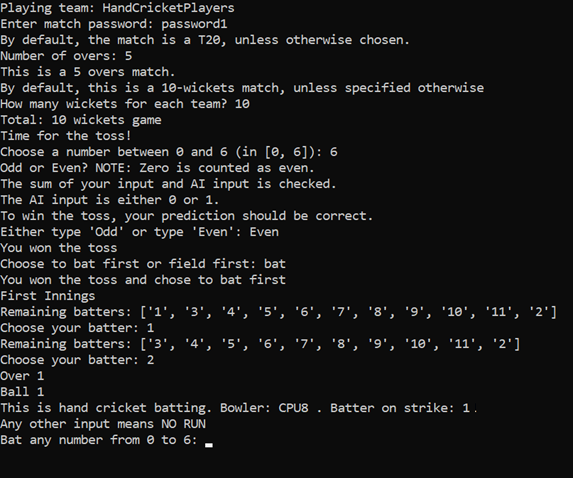 Playing team: HandCricketPlayers
Enter match password: password1
By default, the match is a T20, unless otherwise chosen.
Number of overs: 5
This is a 5 overs match.
By default, this is a 10-wickets match, unless specified otherwise
How many wickets for each team? 10
Total: 10 wickets game
Time for the toss!
Choose a number between 0 and 6 (in [0, 6]): 6
Odd or Even? NOTE: Zero is counted as even.
The sum of your input and AI input is checked.
The AI input is either 0 or 1.
To win the toss, your prediction should be correct.
Either type 'Odd' or type 'Even': Even
You won the toss
Choose to bat first or field first: bat
You won the toss and chose to bat first
First Innings
Remaining batters: ['1', '3', '4', '5', '6', '7', '8', '9', '10', '11', '2']
Choose your batter: 1
Remaining batters: ['3', '4', '5', '6', '7', '8', '9', '10', '11', '2']
Choose your batter: 2
Over 1
Ball 1
This is hand cricket batting. Bowler: CPU8 . Batter on strike: 1 .
Any other input means NO RUN
Bat any number from 0 to 6: